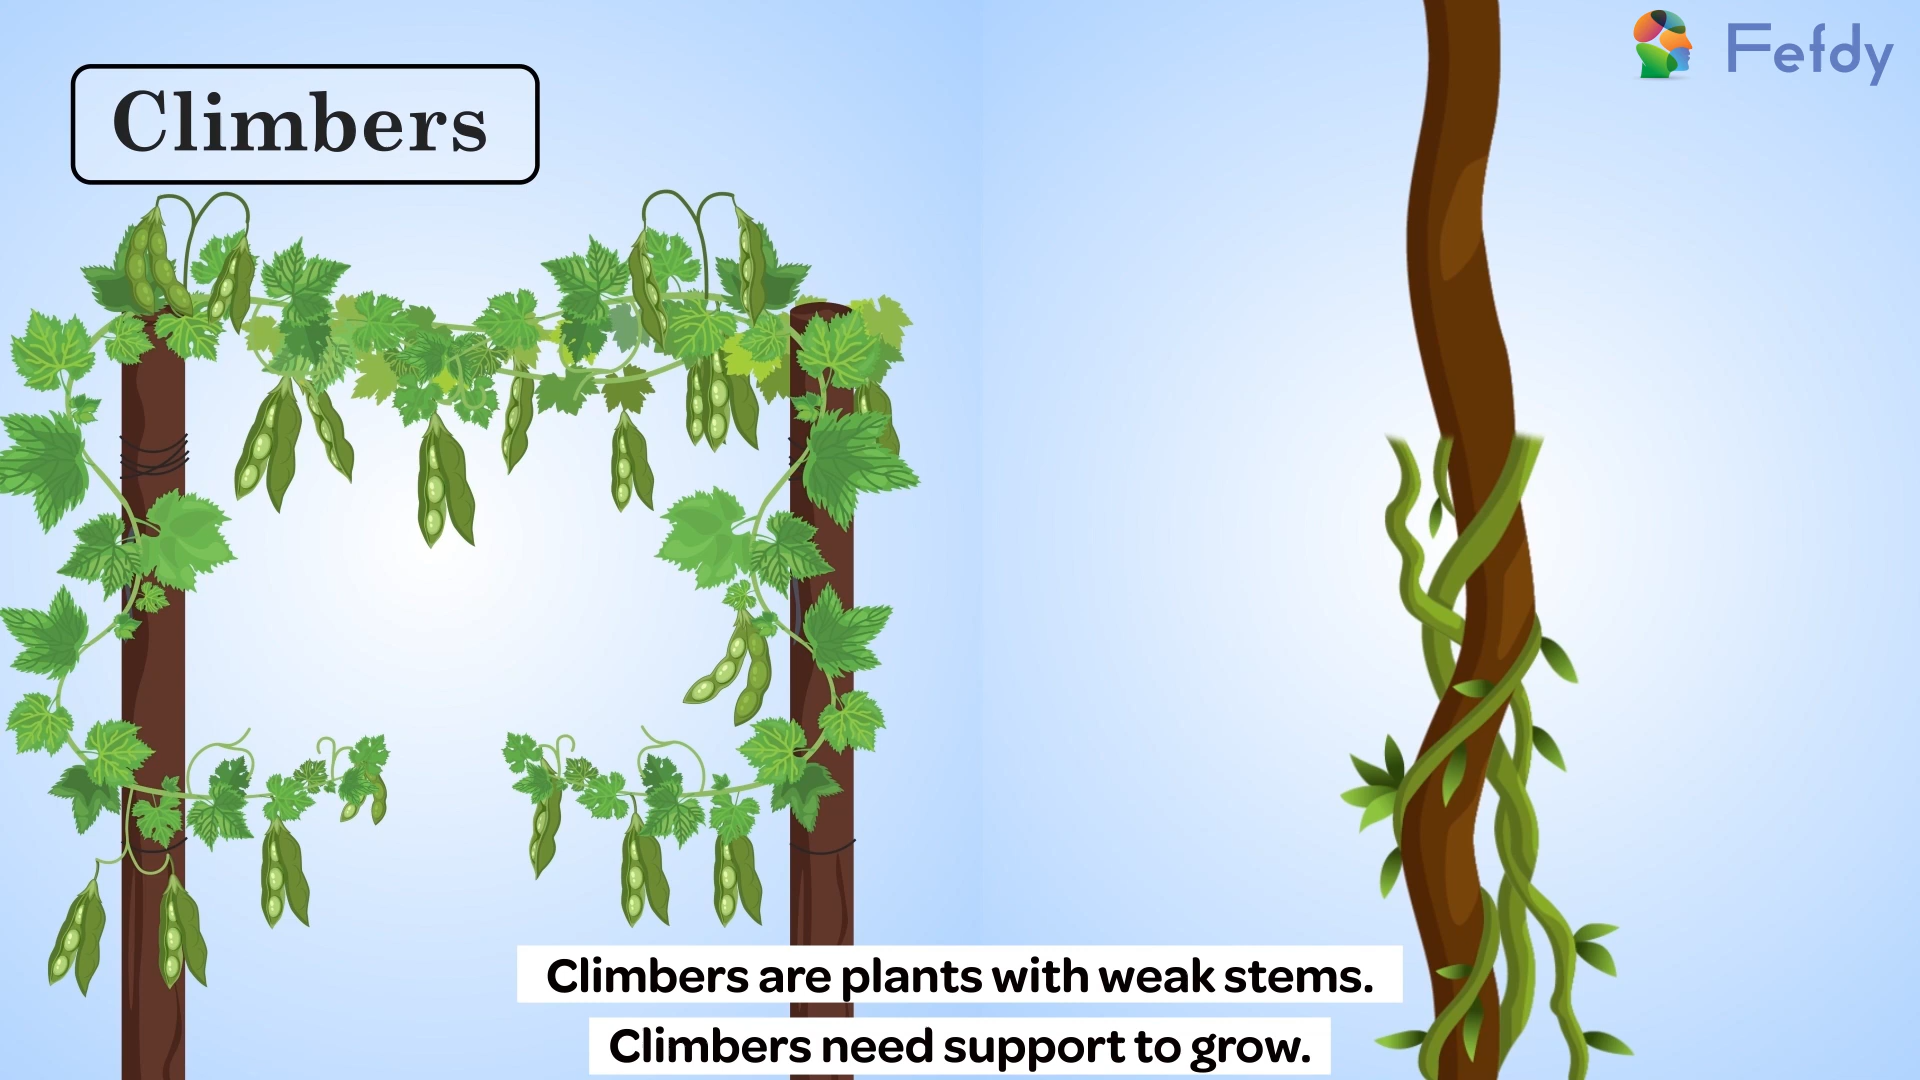 Fefdy
Climbers
Climbers are plants with weak stems.
Climbers need support to grow.